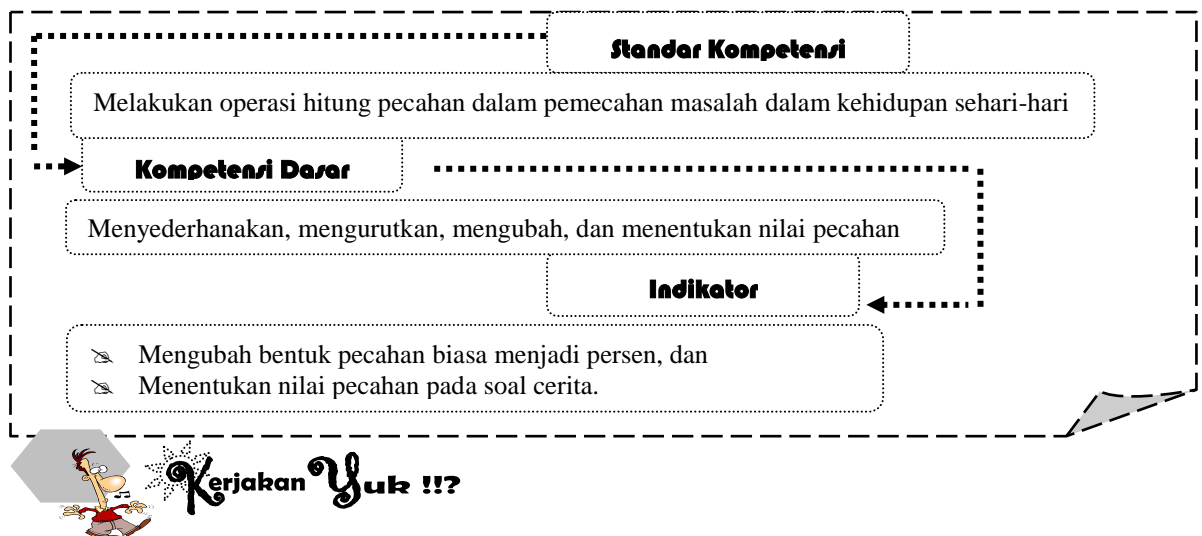 Standar Kompetensi
Melakukan operasi hitung pecahan dalam pemecahan masalah dalam kehidupan sehari-hari
Kompetensi Dasar
Menyederhanakan, mengurutkan, mengubah, dan menentukan nilai pecahan
Indikator
Mengubah bentuk pecahan biasa menjadi persen, dan
Menentukan nilai pecahan pada soal cerita.
Kerjakan Yuk !!?